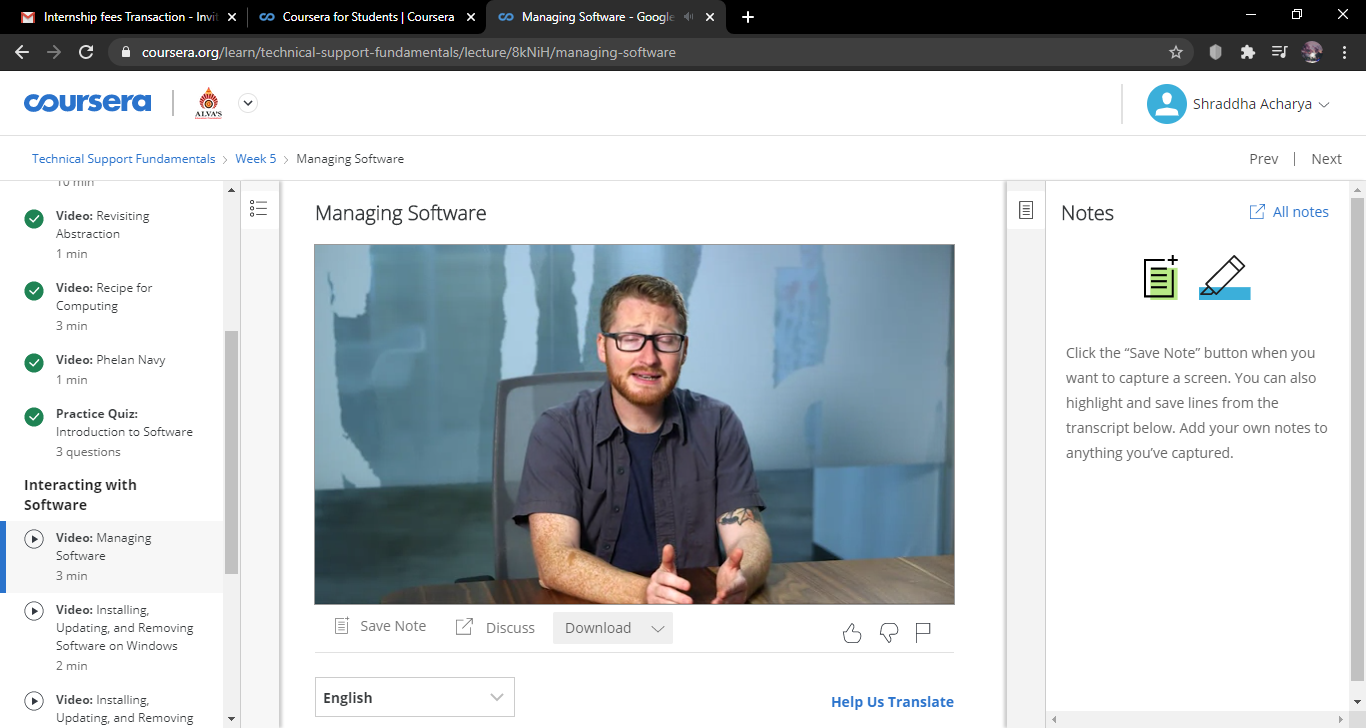 Internship fees Transaction - Invi
Coursera for Students | Coursera
Managing Software - Google
coursera.org/learn/technical-support-fundamentals/lecture/8kNiH/managing-software
coursera
ALVA'S
Shraddha Acharya
Technical Support Fundamentals
Week 5
Managing Software
Prev | Next
10 min
Video: Revisiting
Abstraction
1 min
Video: Recipe for
Computing
3 min
Video: Phelan Navy
1 min
Practice Quiz:
Introduction to Software
3 questions
Interacting with
Software
Video: Managing
Software
3 min
Video: Installing,
Updating, and Removing
Software on Windows
2 min
Video: Installing,
Updating, and Removing
Managing Software
Save Note
Discuss
Download
English
Help Us Translate
Notes
All notes
Click the “Save Note” button when you
want to capture a screen. You can also
highlight and save lines from the
transcript below. Add your own notes to
anything you’ve captured.